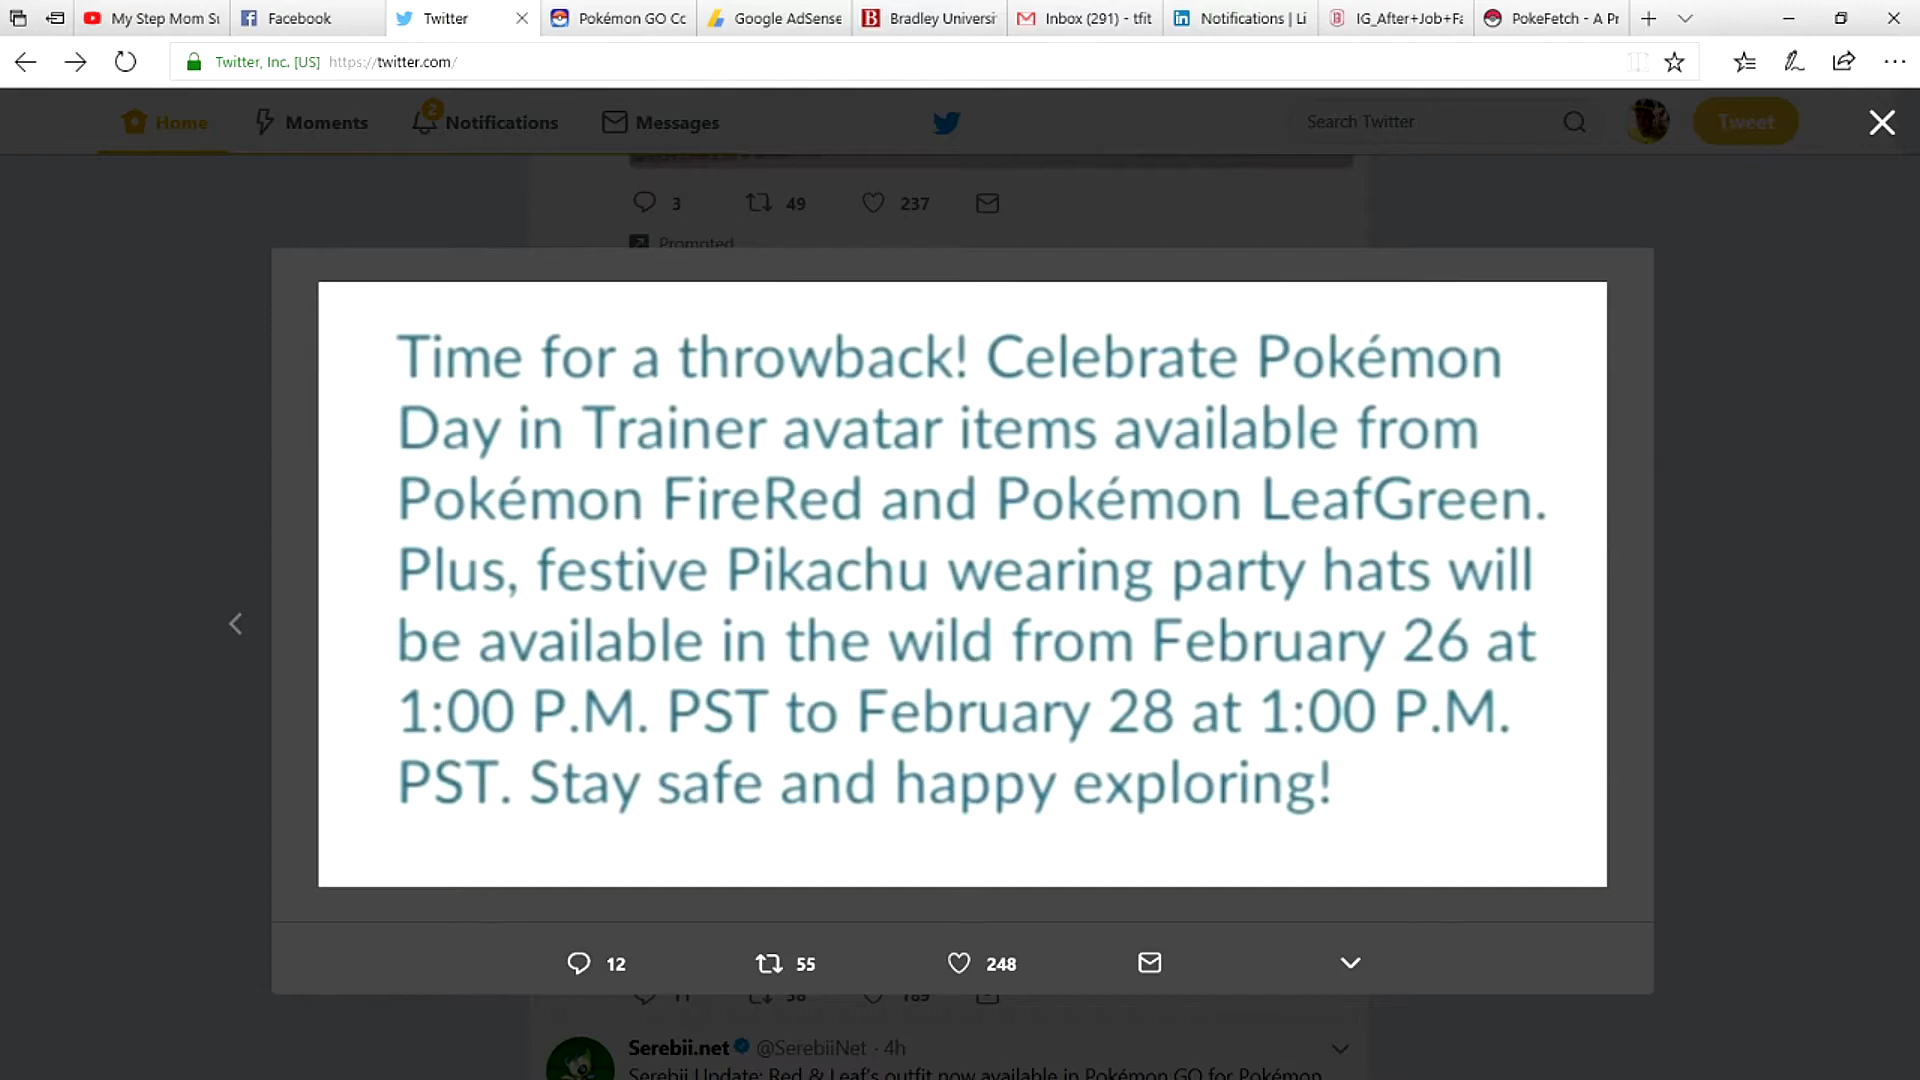 My Step Mom Su
Facebook
Twitter
Pokémon GO Cc
Google AdSense
Bradley Universi
Inbox (291) - tfit
Notifications | Li
IG_After+Job+Fa
PokeFetch - A Pr
Twitter, Inc. [US] https://twitter.com/
Home
Moments
2
Notifications
Messages
Search Twitter
Tweet
3 49 237
Promoted
Time for a throwback! Celebrate Pokémon
Day in Trainer avatar items available from
Pokémon FireRed and Pokémon LeafGreen.
Plus, festive Pikachu wearing party hats will
be available in the wild from February 26 at
1:00 P.M. PST to February 28 at 1:00 P.M.
PST. Stay safe and happy exploring!
12 55 248
Serebii.net @SerebiiNet · 4h
Serebii Update: Red & Leaf's outfit now available in Pokémon GO for Pokémon